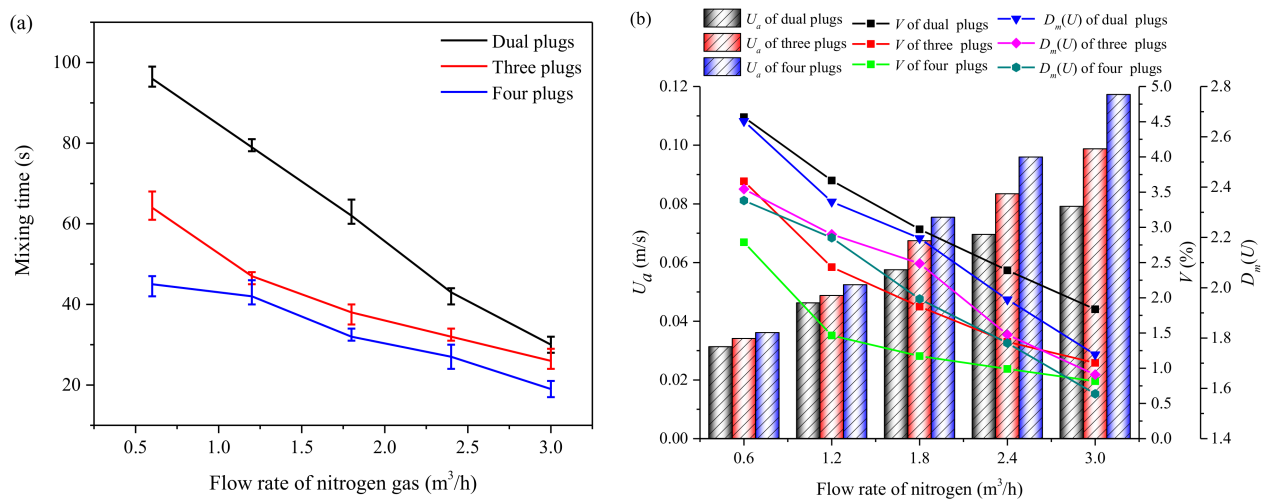 (a)
Dual plugs
Three plugs
Four plugs
100
80
60
40
20
Mixing time (s)
0.5
1.0
1.5
2.0
2.5
3.0
Flow rate of nitrogen gas (m³/h)
(b)
Uₐ of dual plugs
V of dual plugs
Dₘ(U) of dual plugs
Uₐ of three plugs
V of three plugs
Dₘ(U) of three plugs
Uₐ of four plugs
V of four plugs
Dₘ(U) of four plugs
0.12
0.10
0.08
0.06
0.04
0.02
0.00
Uₐ (m/s)
5.0
4.5
4.0
3.5
3.0
2.5
2.0
1.5
1.0
0.5
0.0
V (%)
2.8
2.6
2.4
2.2
2.0
1.8
1.6
1.4
Dₘ(U)
0.6
1.2
1.8
2.4
3.0
Flow rate of nitrogen (m³/h)